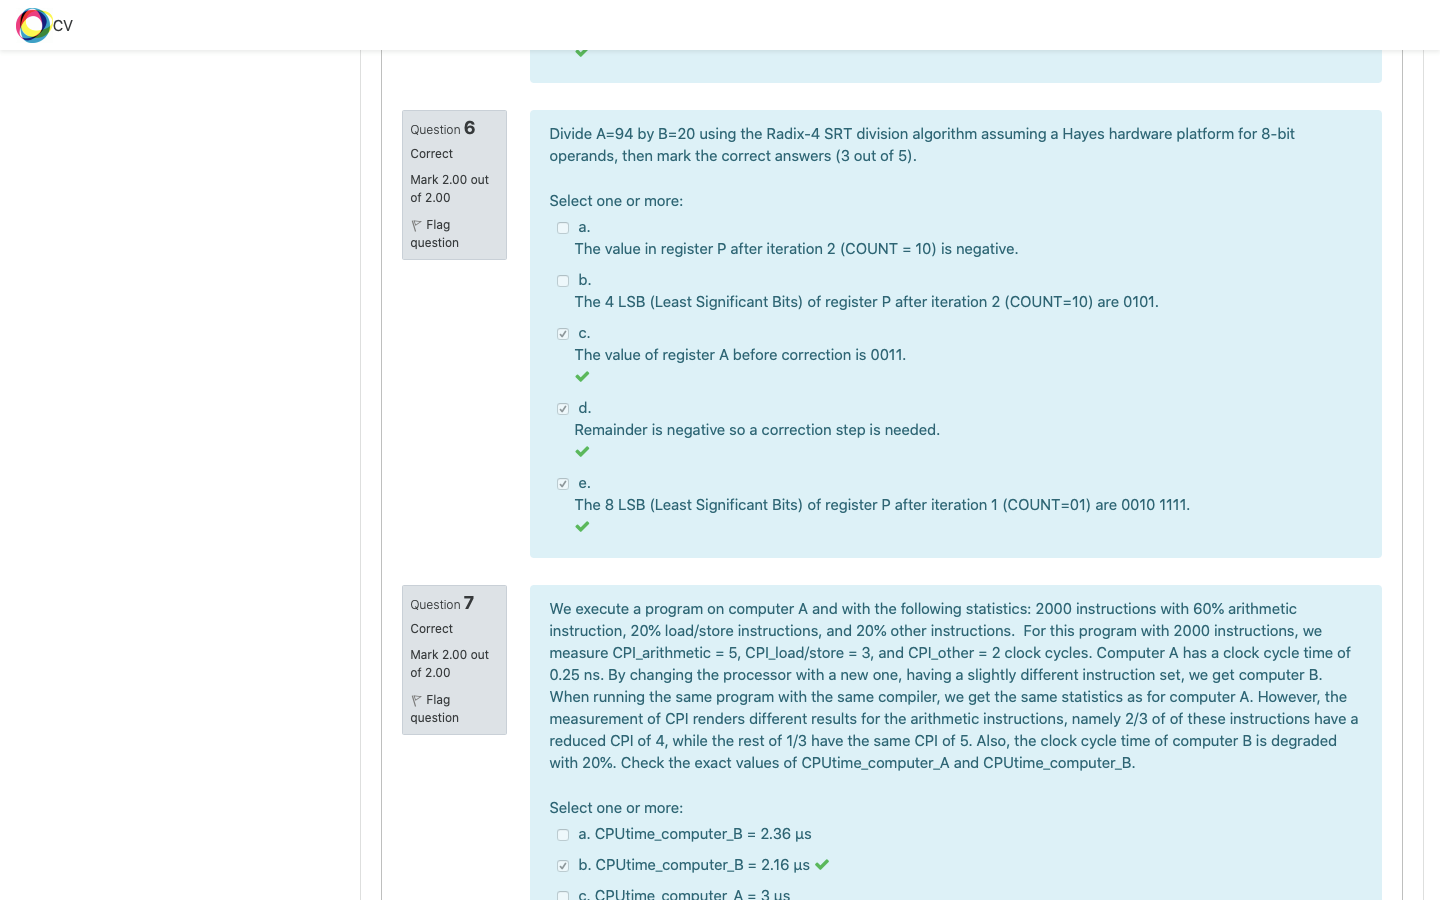 CV
Question 6
Correct
Mark 2.00 out
of 2.00
Flag
question
Divide A=94 by B=20 using the Radix-4 SRT division algorithm assuming a Hayes hardware platform for 8-bit
operands, then mark the correct answers (3 out of 5).
Select one or more:
a.
The value in register P after iteration 2 (COUNT = 10) is negative.
b.
The 4 LSB (Least Significant Bits) of register P after iteration 2 (COUNT=10) are 0101.
c.
The value of register A before correction is 0011.
d.
Remainder is negative so a correction step is needed.
e.
The 8 LSB (Least Significant Bits) of register P after iteration 1 (COUNT=01) are 0010 1111.
Question 7
Correct
Mark 2.00 out
of 2.00
Flag
question
We execute a program on computer A and with the following statistics: 2000 instructions with 60% arithmetic
instruction, 20% load/store instructions, and 20% other instructions.  For this program with 2000 instructions, we
measure CPI_arithmetic = 5, CPI_load/store = 3, and CPI_other = 2 clock cycles. Computer A has a clock cycle time of
0.25 ns. By changing the processor with a new one, having a slightly different instruction set, we get computer B.
When running the same program with the same compiler, we get the same statistics as for computer A. However, the
measurement of CPI renders different results for the arithmetic instructions, namely 2/3 of of these instructions have a
reduced CPI of 4, while the rest of 1/3 have the same CPI of 5. Also, the clock cycle time of computer B is degraded
with 20%. Check the exact values of CPUtime_computer_A and CPUtime_computer_B.
Select one or more:
a. CPUtime_computer_B = 2.36 μs
b. CPUtime_computer_B = 2.16 μs
c. CPUtime_computer_A = 3 μs